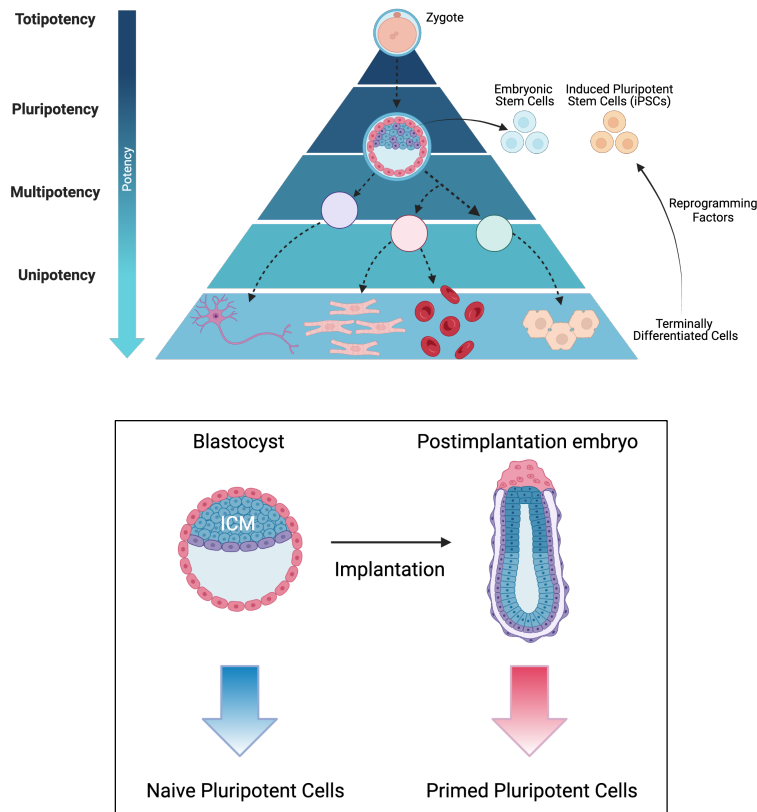 Totipotency
Zygote
Pluripotency
Embryonic
Stem Cells
Induced Pluripotent
Stem Cells (iPSCs)
Potency
Multipotency
Reprogramming
Factors
Unipotency
Terminally
Differentiated Cells
Blastocyst
Postimplantation embryo
ICM
Implantation
Naive Pluripotent Cells
Primed Pluripotent Cells